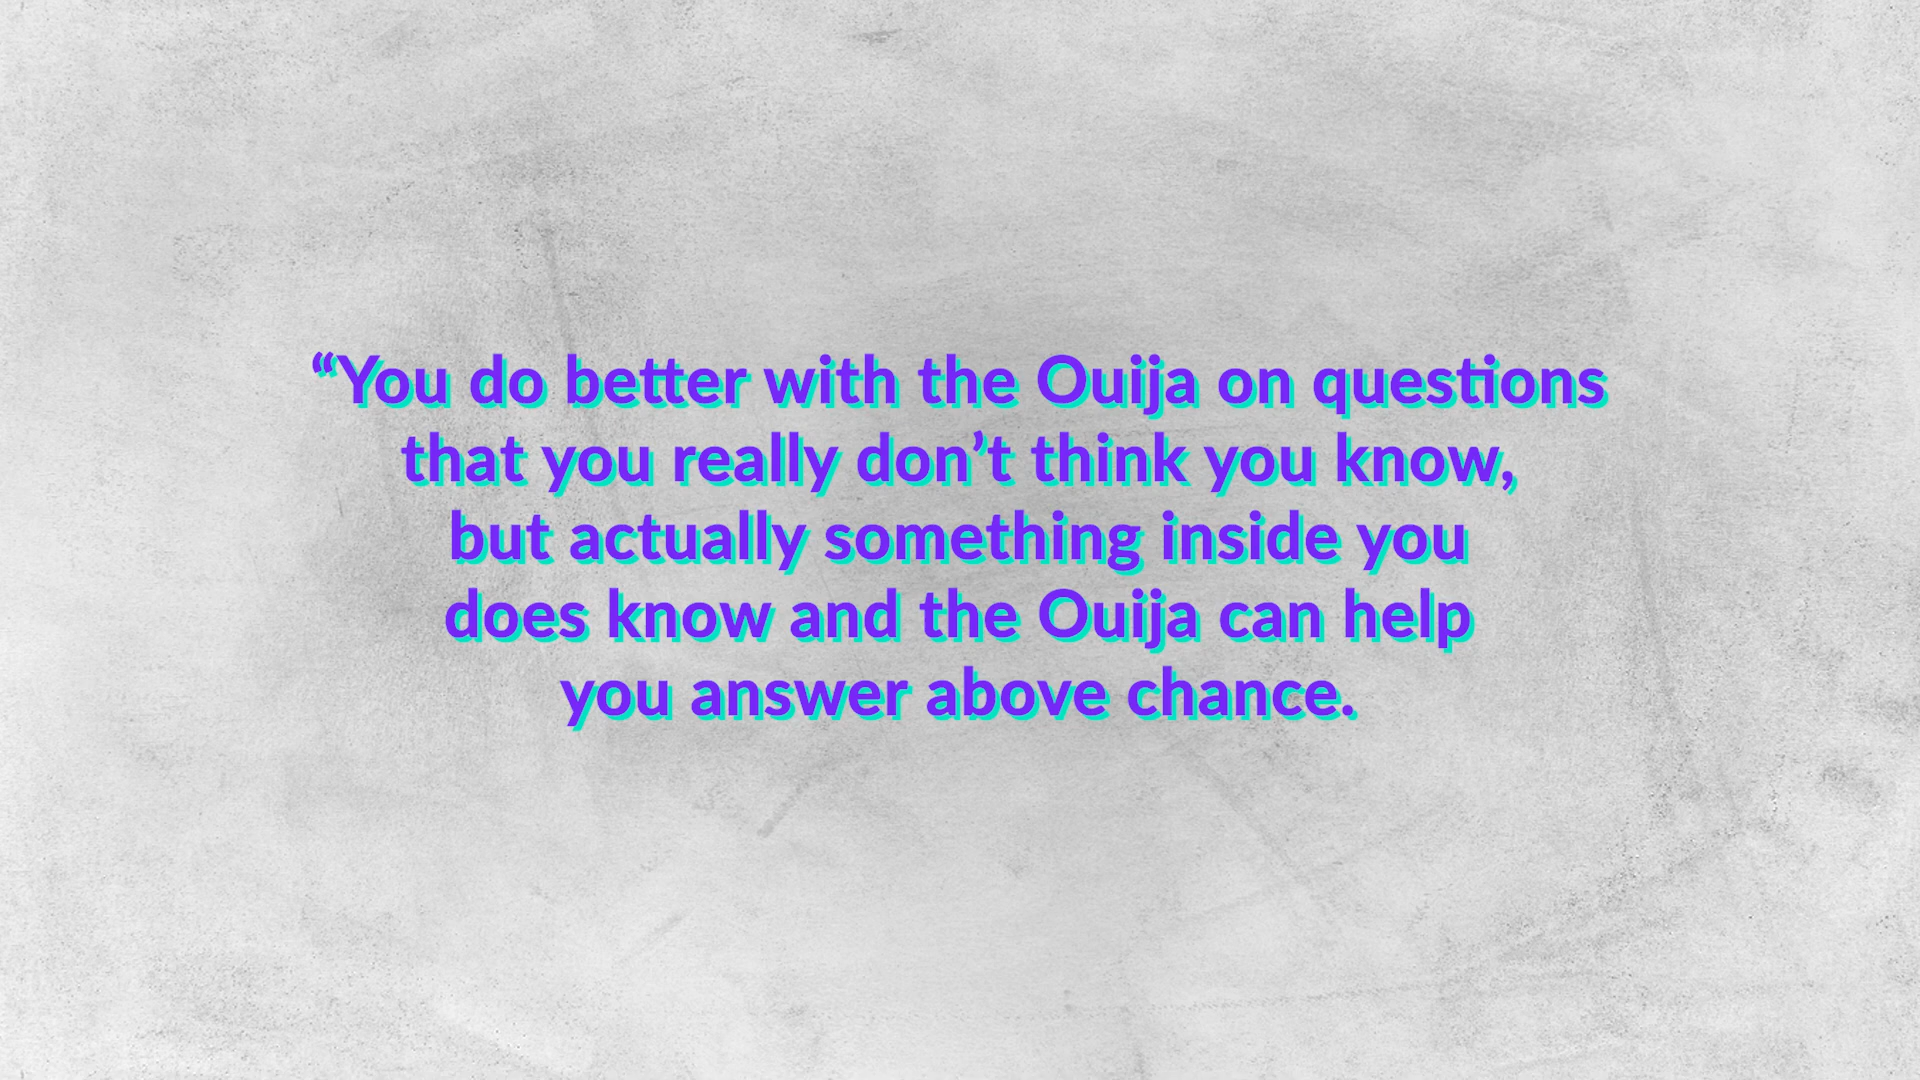 “You do better with the Ouija on questions
that you really don’t think you know,
but actually something inside you
does know and the Ouija can help
you answer above chance.